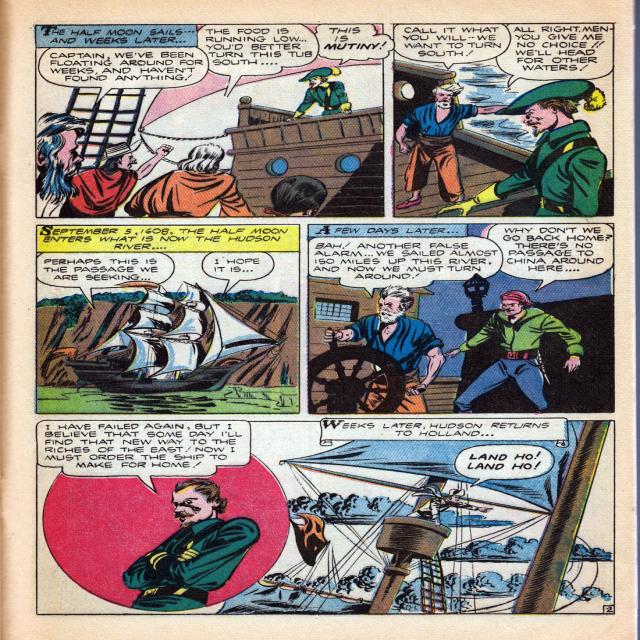 THE HALF MOON SAILS...
AND WEEKS LATER...
CAPTAIN, WE'VE BEEN
FLOATING AROUND FOR
WEEKS, AND HAVEN'T
FOUND ANYTHING.
THE FOOD IS
RUNNING LOW...
YOU'D BETTER
TURN THIS TUB
SOUTH....
THIS
IS
MUTINY!
CALL IT WHAT
YOU WILL--WE
WANT TO TURN
SOUTH!
ALL RIGHT, MEN-
YOU GIVE ME
NO CHOICE!!
WE'LL HEAD
FOR OTHER
WATERS!
SEPTEMBER 3, 1608, THE HALF MOON
ENTERS WHAT IS NOW THE HUDSON
RIVER....
PERHAPS THIS IS
THE PASSAGE WE
ARE SEEKING...
I HOPE
IT IS...
A FEW DAYS LATER...
BAH! ANOTHER FALSE
ALARM... WE SAILED ALMOST
150 MILES UP THIS RIVER,
AND NOW WE MUST TURN
AROUND!
WHY DON'T WE
GO BACK HOME?
THERE'S NO
PASSAGE TO
CHINA AROUND
HERE....
I HAVE FAILED AGAIN, BUT I
BELIEVE THAT SOME DAY I'LL
FIND THAT NEW WAY TO THE
RICHES OF THE EAST! NOW I
MUST ORDER THE SHIP TO
MAKE FOR HOME!
WEEKS LATER, HUDSON RETURNS
TO HOLLAND...
LAND HO!
LAND HO!
2